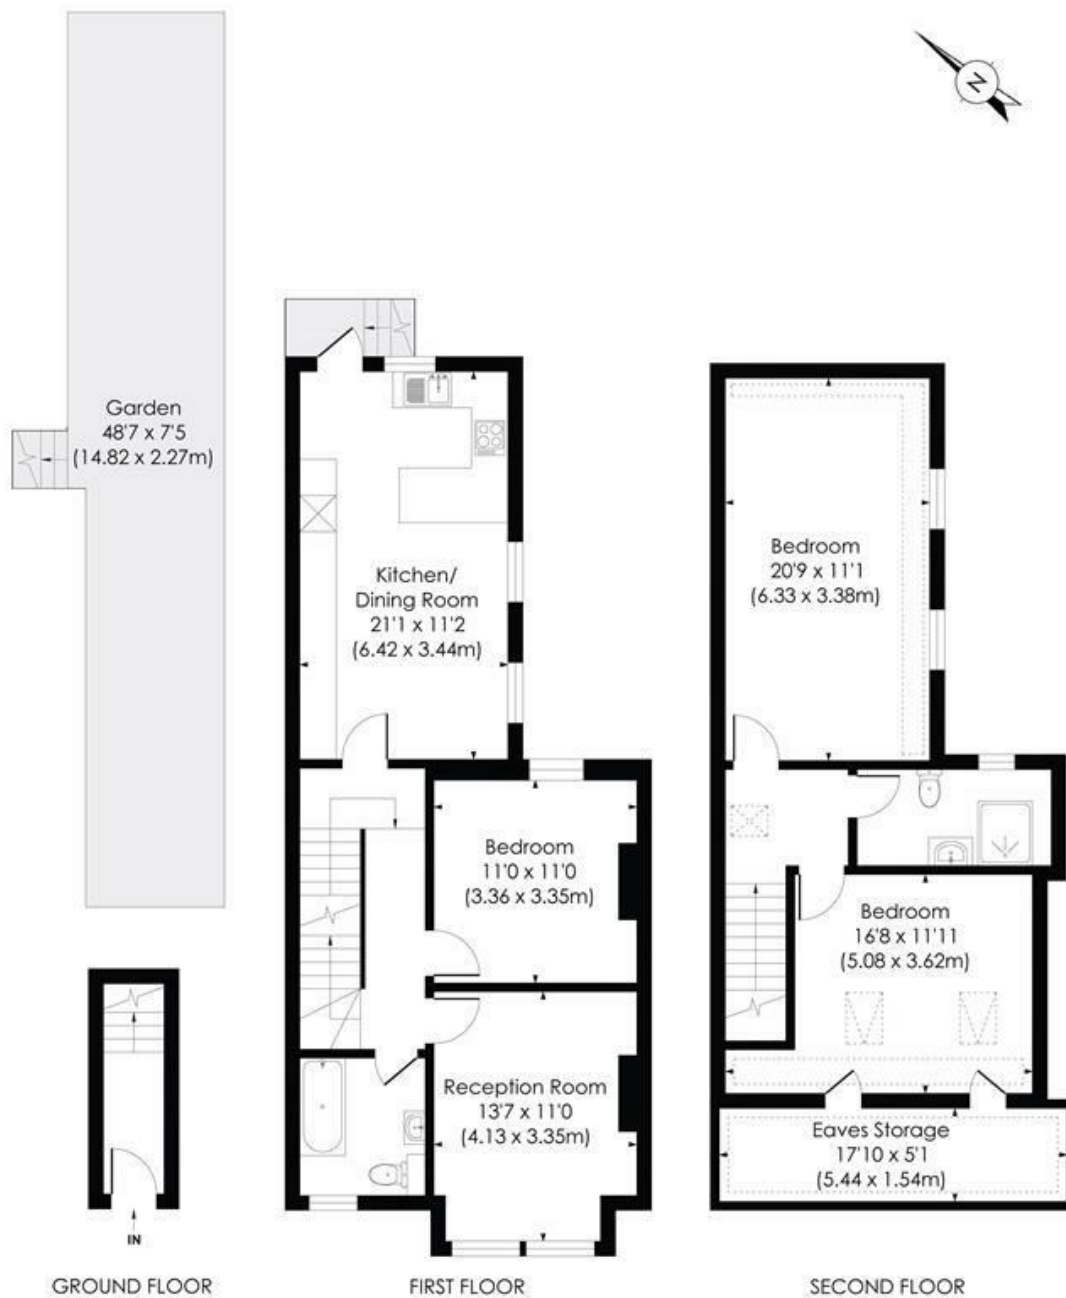 N
Garden
48'7 x 7'5
(14.82 x 2.27m)
Kitchen/
Dining Room
21'1 x 11'2
(6.42 x 3.44m)
Bedroom
20'9 x 11'1
(6.33 x 3.38m)
Bedroom
11'0 x 11'0
(3.36 x 3.35m)
Bedroom
16'8 x 11'11
(5.08 x 3.62m)
Reception Room
13'7 x 11'0
(4.13 x 3.35m)
Eaves Storage
17'10 x 5'1
(5.44 x 1.54m)
IN
GROUND FLOOR
FIRST FLOOR
SECOND FLOOR